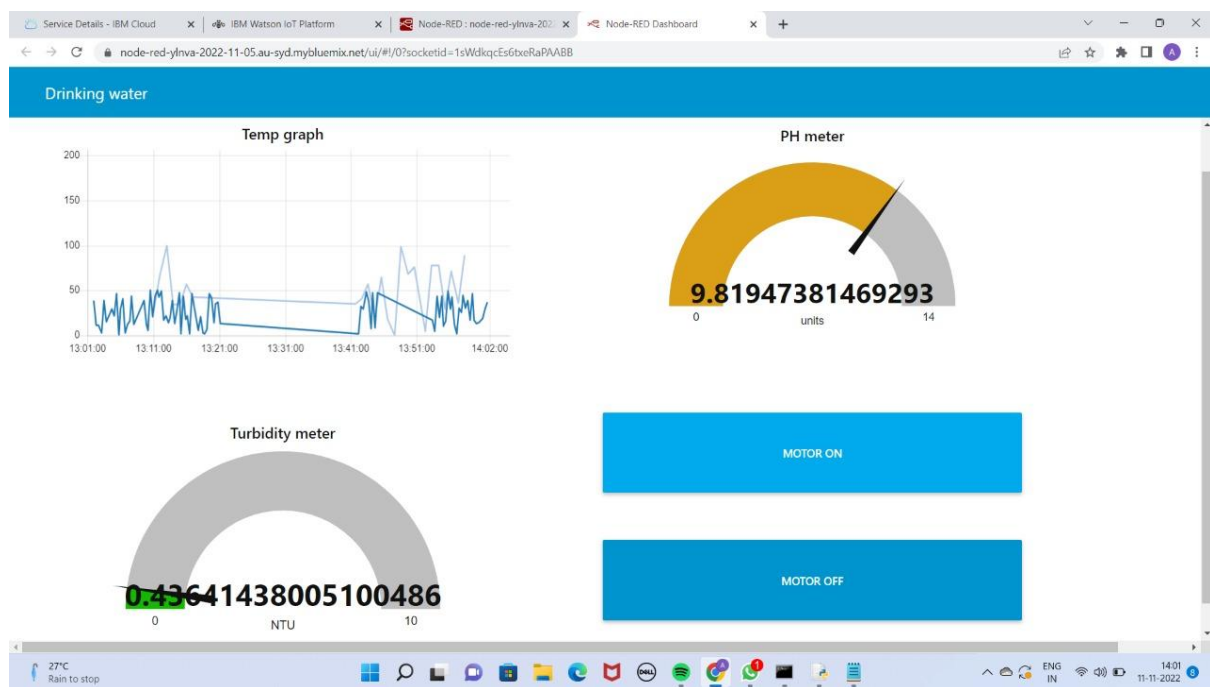 Service Details - IBM Cloud
IBM Watson IoT Platform
Node-RED : node-red-ylnva-202
Node-RED Dashboard
node-red-ylnva-2022-11-05.au-syd.mybluemix.net/ui/#!/0?socketid=1sWdkqcEs6txeRaPAABB
A
Drinking water
Temp graph
200
150
100
50
0
13:01:00 13:11:00 13:21:00 13:31:00 13:41:00 13:51:00 14:02:00
PH meter
9.81947381469293
0 units 14
Turbidity meter
0.43641438005100486
0 NTU 10
MOTOR ON
MOTOR OFF
27°C
Rain to stop
DELL
1
ENG
IN
14:01
11-11-2022
8